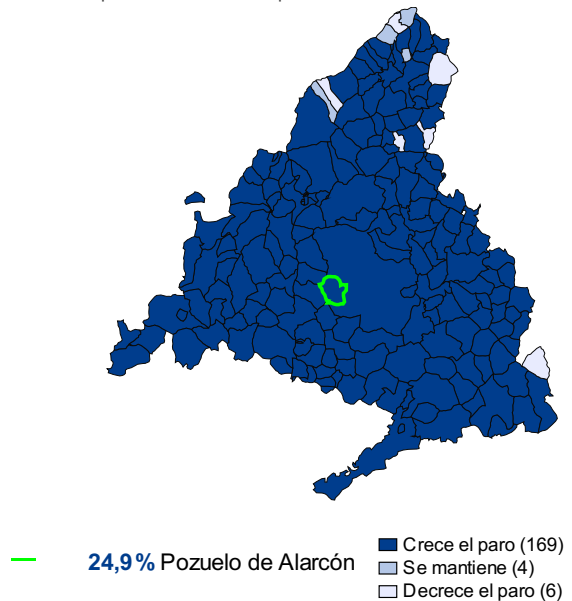 24,9% Pozuelo de Alarcón
Crece el paro (169)
Se mantiene (4)
Decrece el paro (6)